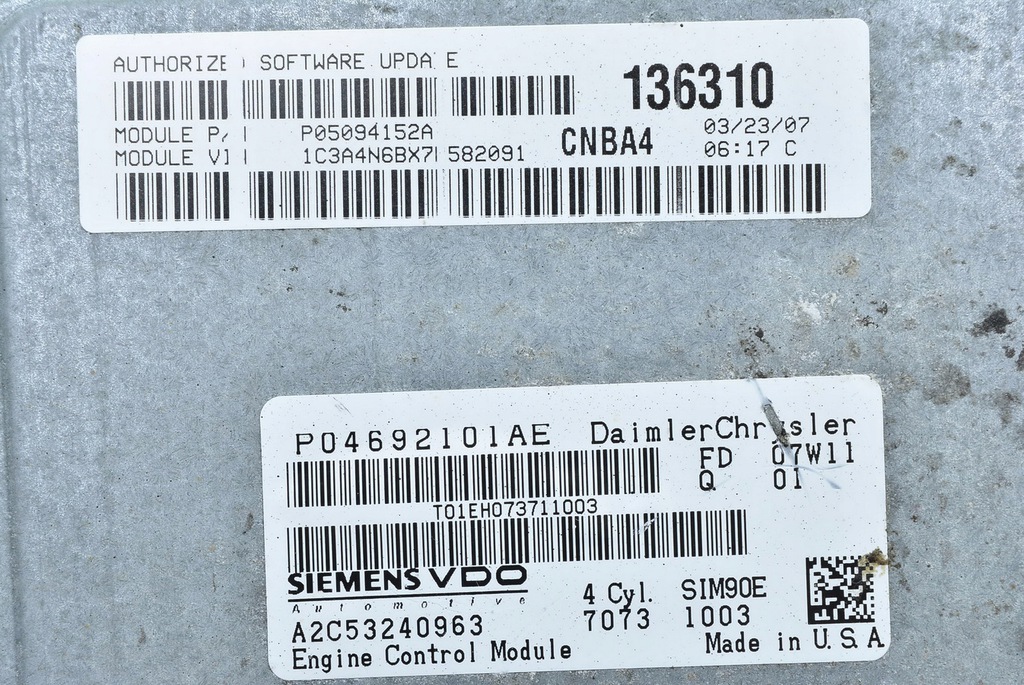 AUTHORIZE SOFTWARE UPDA E
136310
MODULE P/ P05094152A
CNBA4 03/23/07
MODULE VI 1C3A4N6BX7 582091
06:17 C
P04692101AE DaimlerChrysler
FD 07W11
Q 01
T01EH073711003
SIEMENS VDO
Automotive
4 Cyl. SIM90E
A2C53240963 7073 1003
Engine Control Module Made in U.S.A